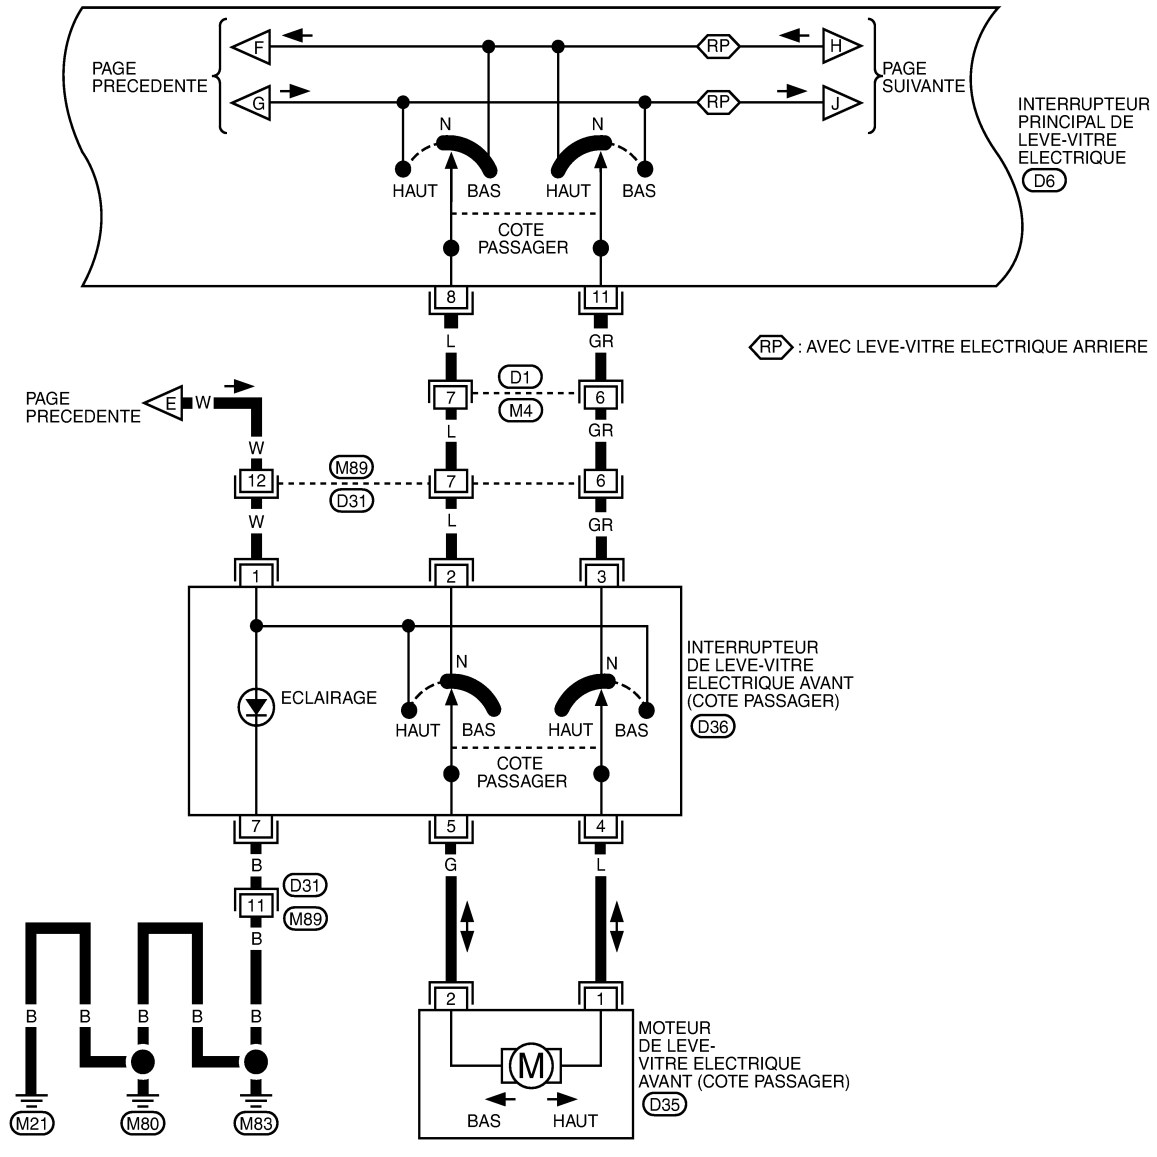 F
RP
H
PAGE
PRECEDENTE
PAGE
SUIVANTE
G
RP
J
INTERRUPTEUR
PRINCIPAL DE
LEVE-VITRE
ELECTRIQUE
D6
N
N
HAUT
BAS
HAUT
BAS
COTE
PASSAGER
8
11
L
GR
RP : AVEC LEVE-VITRE ELECTRIQUE ARRIERE
PAGE
PRECEDENTE
E
W
D1
7
6
M4
W
L
GR
M89
12
7
6
D31
W
L
GR
1
2
3
INTERRUPTEUR
DE LEVE-VITRE
ELECTRIQUE AVANT
(COTE PASSAGER)
D36
N
N
ECLAIRAGE
HAUT
BAS
HAUT
BAS
COTE
PASSAGER
7
5
4
B
G
L
D31
11
M89
B
2
1
B
B
B
B
B
MOTEUR
DE LEVE-
VITRE ELECTRIQUE
AVANT (COTE PASSAGER)
D35
M
BAS
HAUT
M21
M80
M83